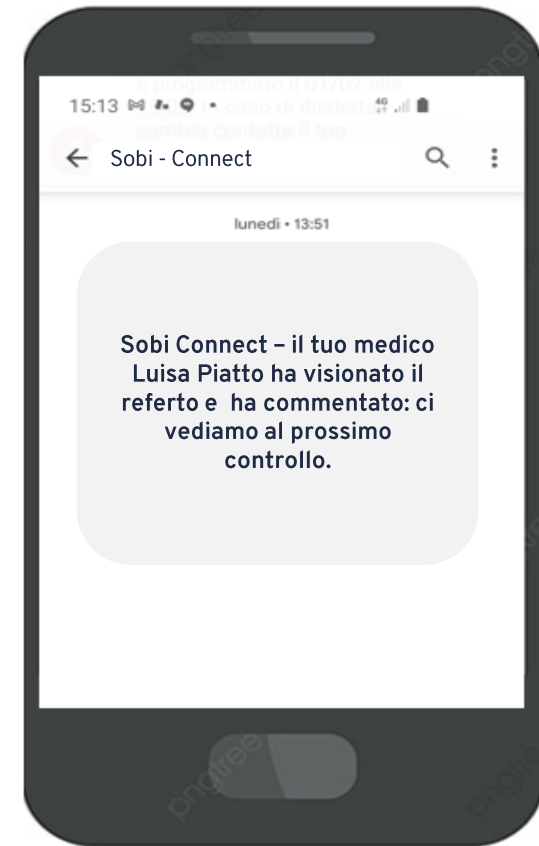 è programmato il 01/02 alle
15:13
in caso di disdetta
4G
cambio contatta il tuo
Sobi - Connect
lunedì • 13:51
Sobi Connect – il tuo medico
Luisa Piatto ha visionato il
referto e ha commentato: ci
vediamo al prossimo
controllo.
pngtree